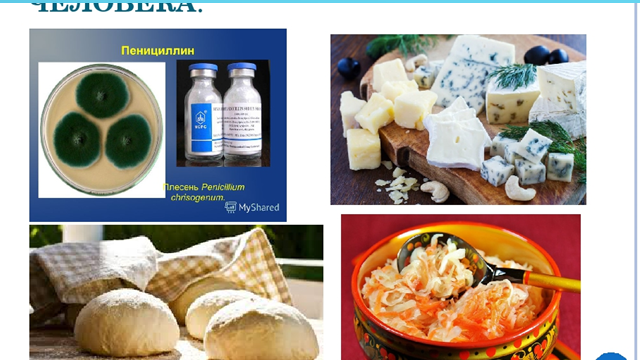 ЧЕЛОВЕКА.
Пенициллин
Плесень Penicillium
chrisogenum.
MyShared